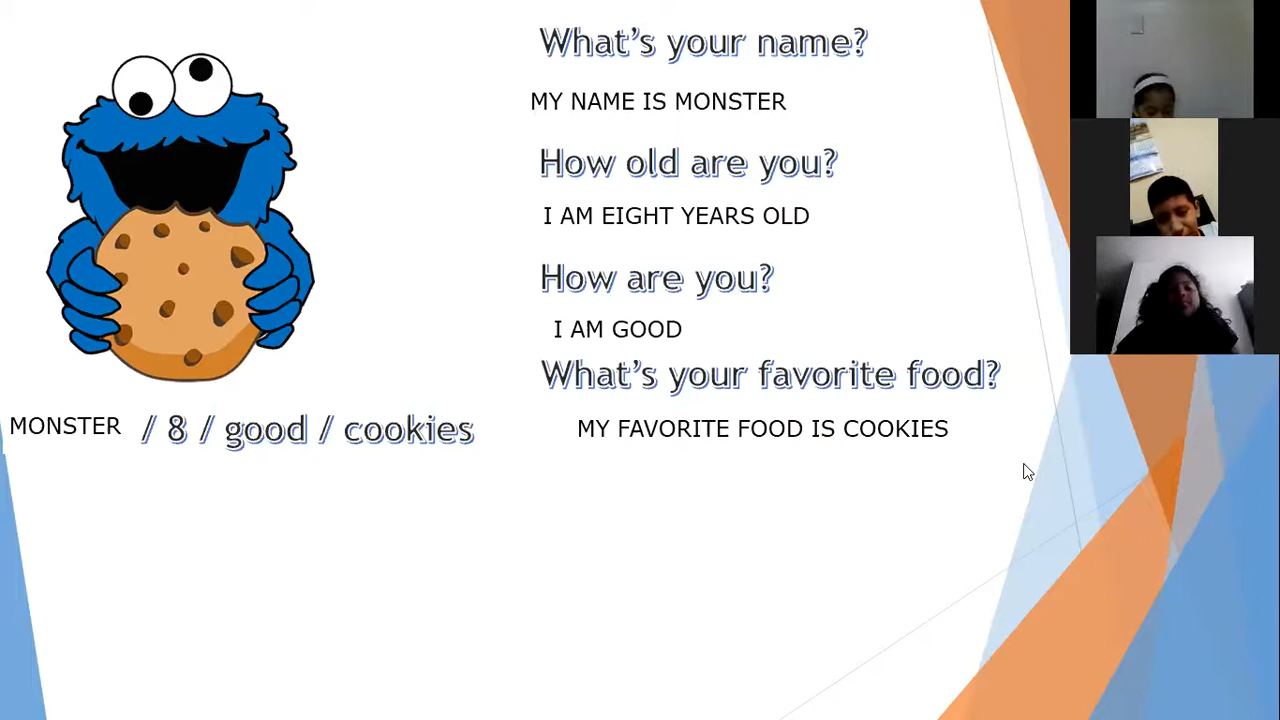 What's your name?
MY NAME IS MONSTER
How old are you?
I AM EIGHT YEARS OLD
How are you?
I AM GOOD
What's your favorite food?
MONSTER / 8 / good / cookies
MY FAVORITE FOOD IS COOKIES